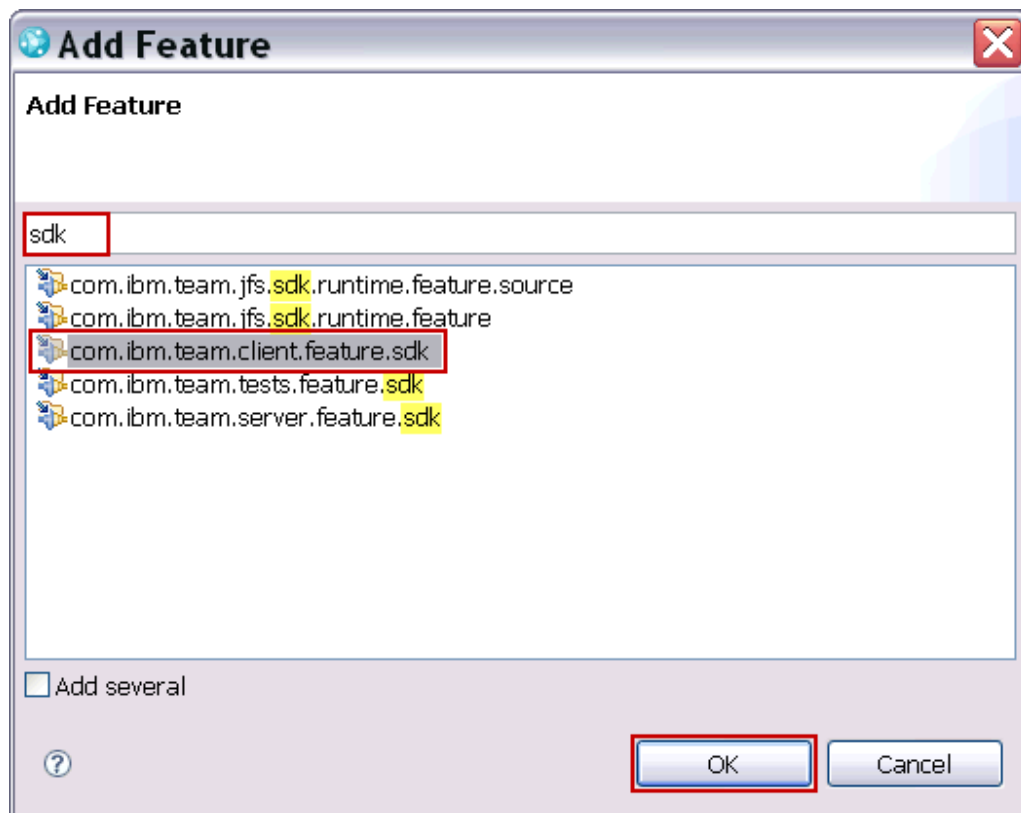 Add Feature
Add Feature
sdk
com.ibm.team.jfs.sdk.runtime.feature.source
com.ibm.team.jfs.sdk.runtime.feature
com.ibm.team.client.feature.sdk
com.ibm.team.tests.feature.sdk
com.ibm.team.server.feature.sdk
Add several
?
OK Cancel